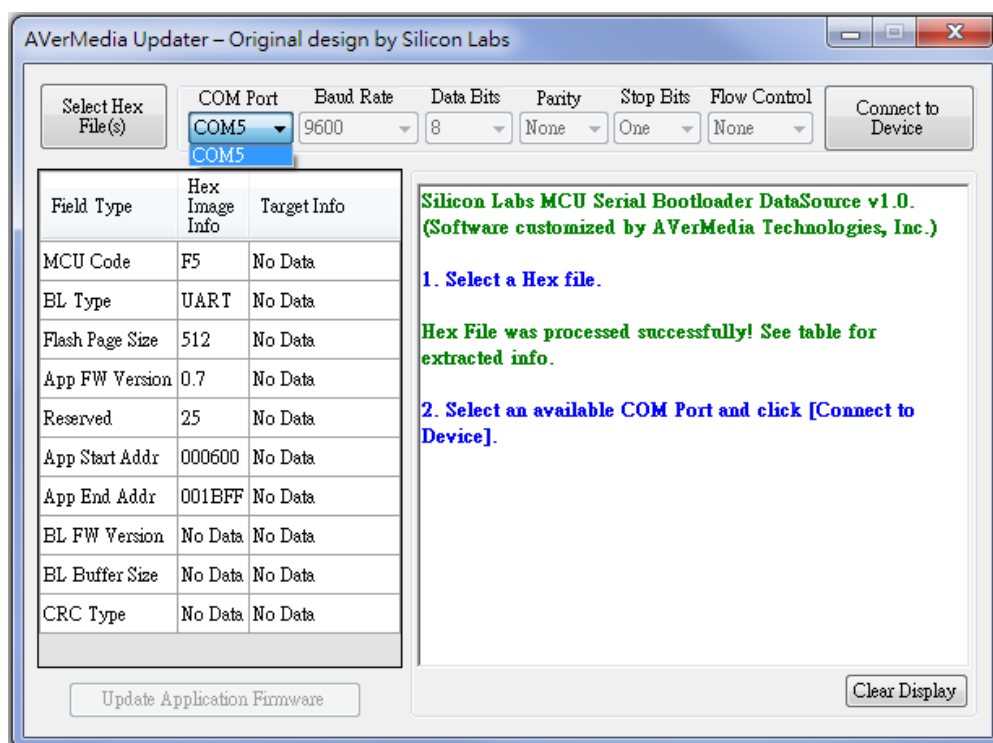 AVerMedia Updater – Original design by Silicon Labs
Select Hex
File(s)
COM Port Baud Rate Data Bits Parity Stop Bits Flow Control
COM5 9600 8 None One None
COM5
Connect to
Device
Field Type Hex Image Info Target Info
MCU Code F5 No Data
BL Type UART No Data
Flash Page Size 512 No Data
App FW Version 0.7 No Data
Reserved 25 No Data
App Start Addr 000600 No Data
App End Addr 001BFF No Data
BL FW Version No Data No Data
BL Buffer Size No Data No Data
CRC Type No Data No Data
Update Application Firmware
Silicon Labs MCU Serial Bootloader DataSource v1.0.
(Software customized by AVerMedia Technologies, Inc.)
1. Select a Hex file.
Hex File was processed successfully! See table for
extracted info.
2. Select an available COM Port and click [Connect to
Device].
Clear Display